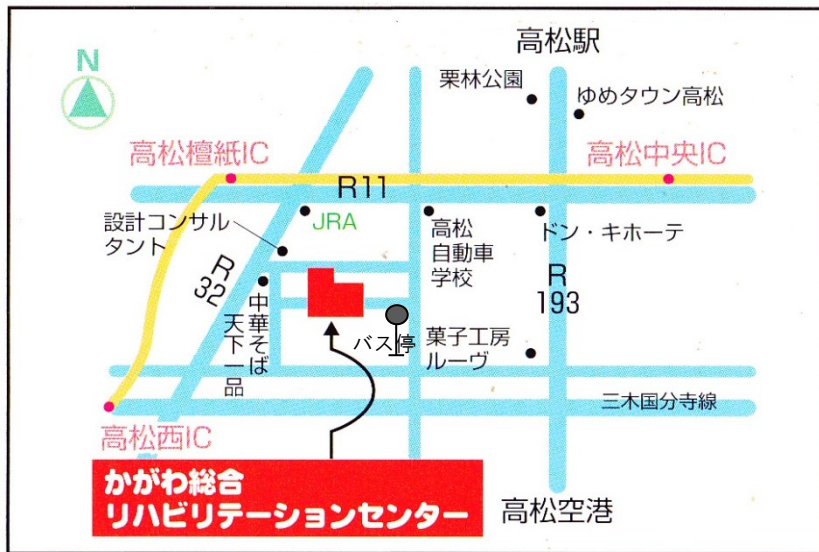 高松駅
N
栗林公園
ゆめタウン高松
高松檀紙IC
高松中央IC
R11
設計コンサル
タント
JRA
高松
自動車
学校
ドン・キホーテ
R
32
R
193
中華そば
天下一品
バス停
菓子工房
ルーヴ
三木国分寺線
高松西IC
かがわ総合
リハビリテーションセンター
高松空港